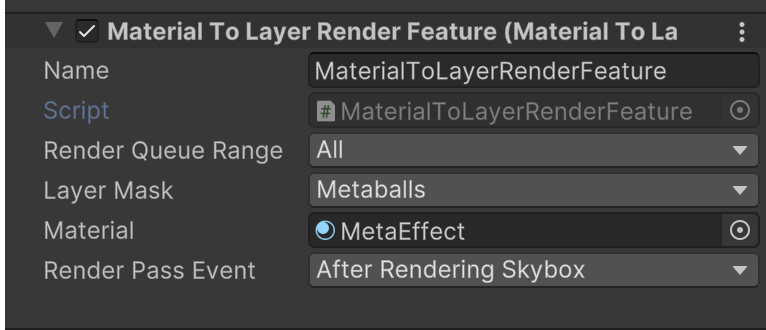 Material To Layer Render Feature (Material To La
Name MaterialToLayerRenderFeature
Script # MaterialToLayerRenderFeature
Render Queue Range All
Layer Mask Metaballs
Material MetaEffect
Render Pass Event After Rendering Skybox